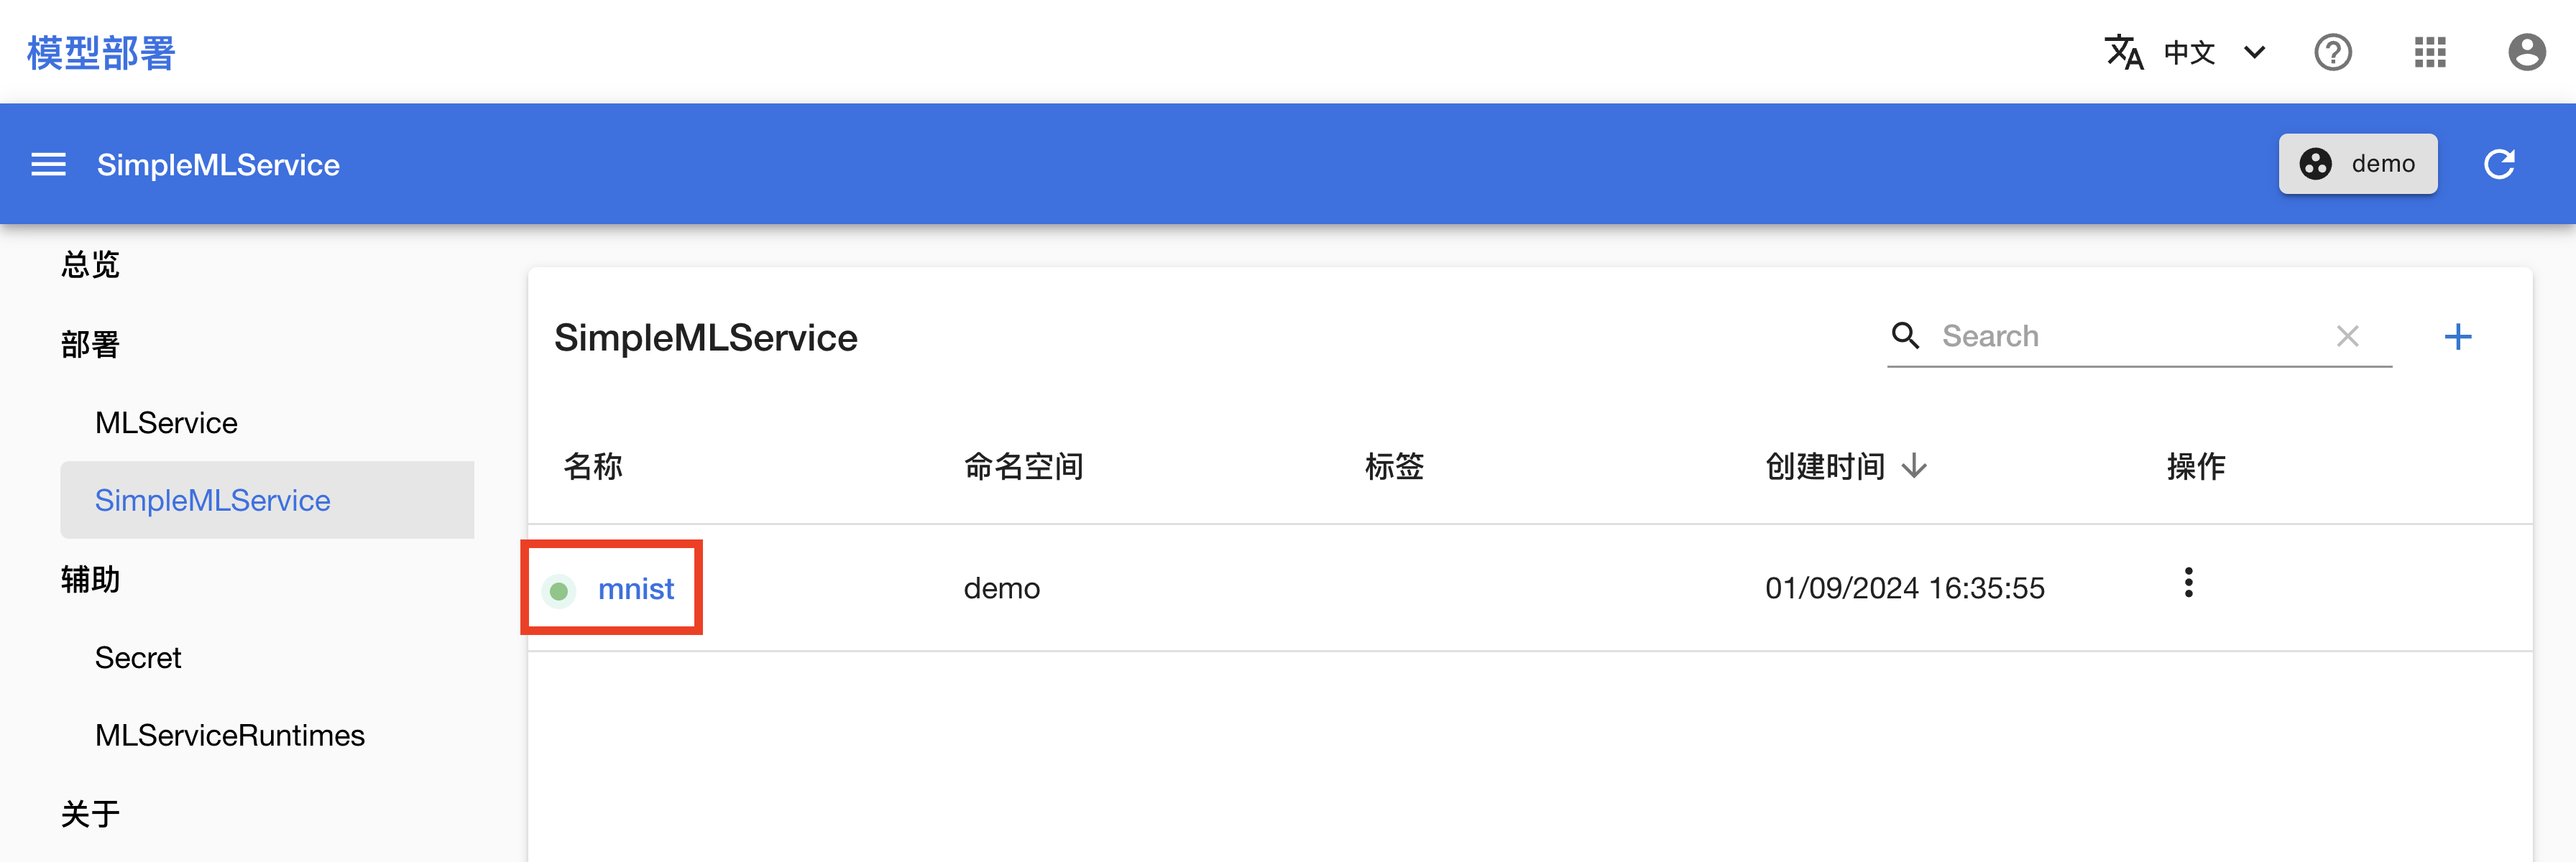 模型部署
中文
SimpleMLService
demo
总览
部署
MLService
SimpleMLService
辅助
Secret
MLServiceRuntimes
关于
SimpleMLService
Search
名称 命名空间 标签 创建时间 操作
mnist demo 01/09/2024 16:35:55